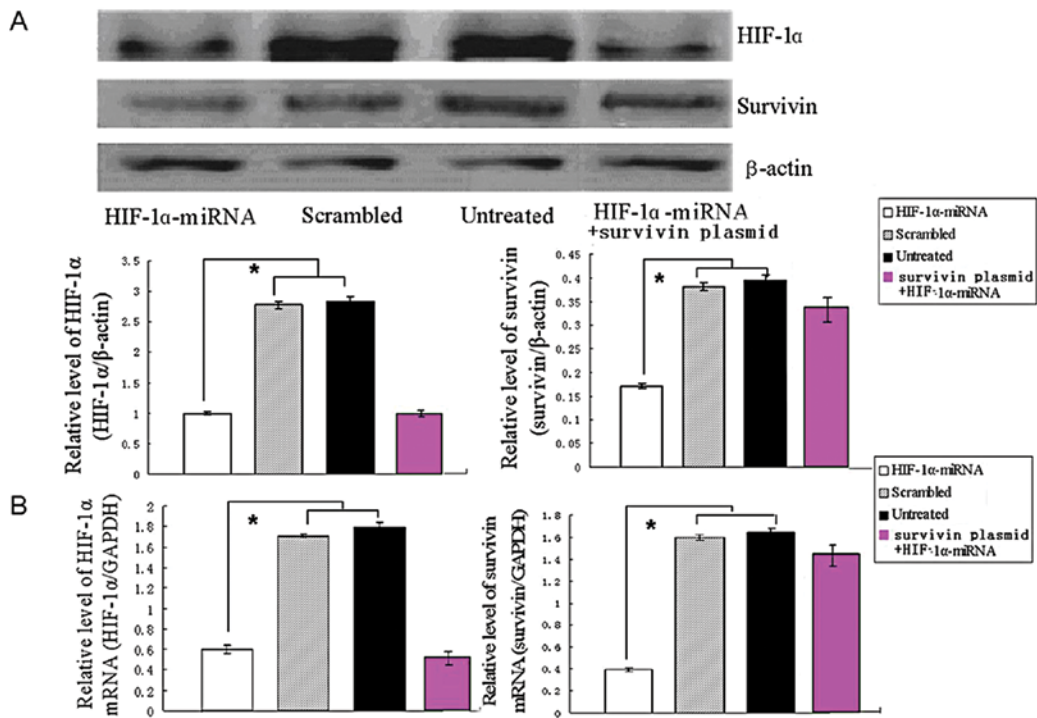 A
HIF-1α
Survivin
β-actin
HIF-1α-miRNA
Scrambled
Untreated
HIF-1α -miRNA
+survivin plasmid
Relative level of HIF-1α
(HIF-1α/β-actin)
3.5
3
2.5
2
1.5
1
0.5
0
*
Relative level of survivin
(survivin/β-actin)
0.45
0.4
0.35
0.3
0.25
0.2
0.15
0.1
0.05
0
*
HIF-1α-miRNA
Scrambled
Untreated
survivin plasmid
+HIF-1α-miRNA
B
Relative level of HIF-1α
mRNA (HIF-1α/GAPDH)
2
1.8
1.6
1.4
1.2
1
0.8
0.6
0.4
0.2
0
*
Relative level of survivin
mRNA (survivin/GAPDH)
1.8
1.6
1.4
1.2
1
0.8
0.6
0.4
0.2
0
*
HIF-1α-miRNA
Scrambled
Untreated
survivin plasmid
+HIF-1α-miRNA